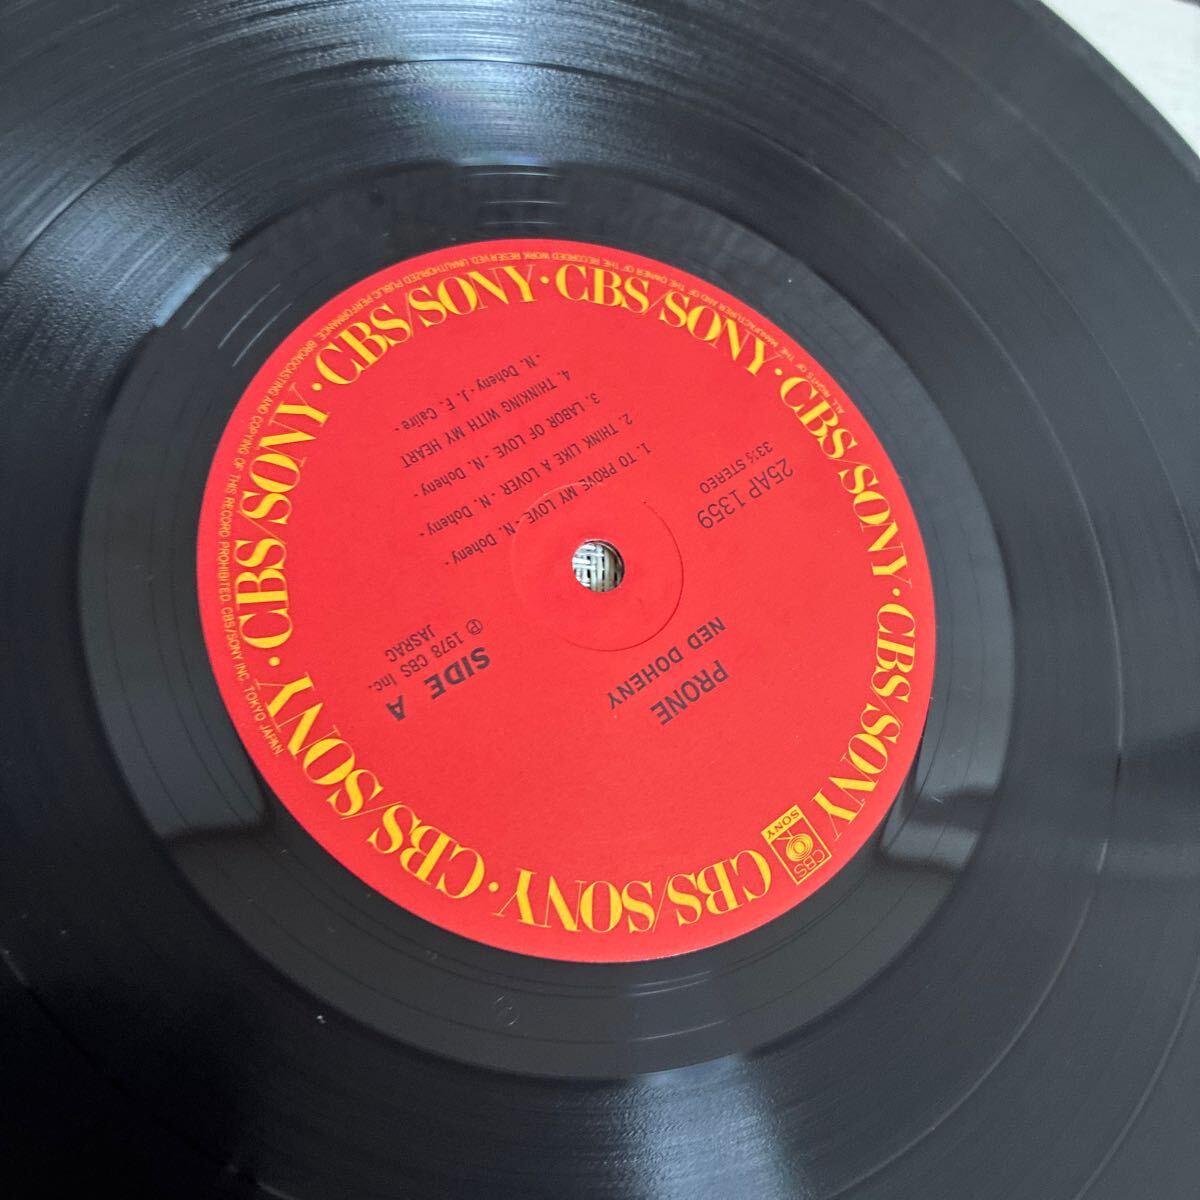 PRONE
NED DOHENY
25AP 1359
33⅓ STEREO
SIDE A
℗ 1978 CBS Inc.
JASRAC
1. TO PROVE MY LOVE -N. Doheny-
2. THINK LIKE A LOVER -N. Doheny-
3. LABOR OF LOVE -N. Doheny-
4. THINKING WITH MY HEART
-N. Doheny-J. E. Calire-
CBS/SONY·CBS/SONY·CBS/SONY·CBS/SONY·CBS/SONY·CBS/SONY·CBS/SONY·CBS/SONY
CBS
SONY
ALL RIGHTS OF THE MANUFACTURER AND OF THE OWNER OF THE RECORDED WORK RESERVED. UNAUTHORIZED PUBLIC PERFORMANCE, BROADCASTING AND COPYING OF THIS RECORD PROHIBITED. CBS/SONY INC. TOKYO JAPAN